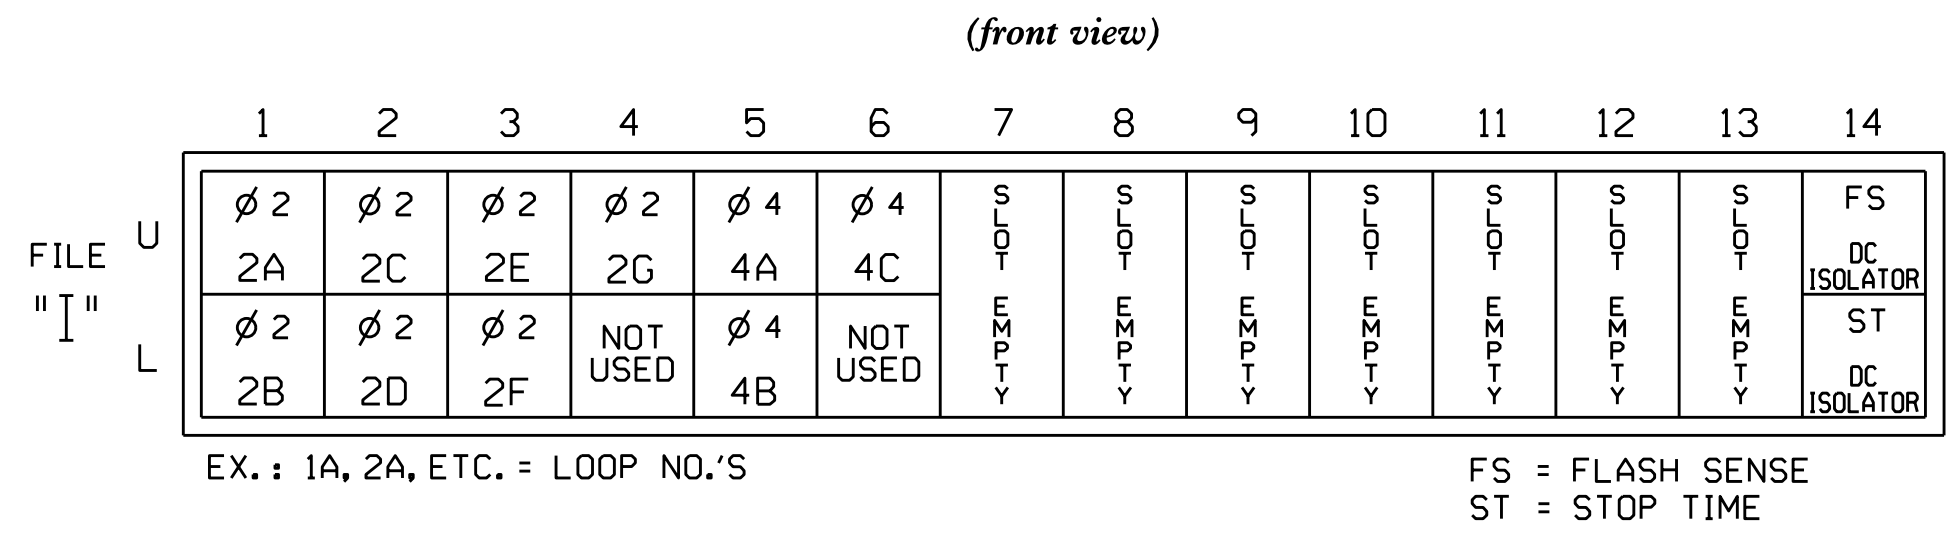 (front view)
1 2 3 4 5 6 7 8 9 10 11 12 13 14
FILE "I"
U
Ø 2 Ø 2 Ø 2 Ø 2 Ø 4 Ø 4 FS
2A 2C 2E 2G 4A 4C DC ISOLATOR
L
Ø 2 Ø 2 Ø 2 NOT USED Ø 4 NOT USED ST
2B 2D 2F 4B DC ISOLATOR
SLOT EMPTY SLOT EMPTY SLOT EMPTY SLOT EMPTY SLOT EMPTY SLOT EMPTY SLOT EMPTY
EX.: 1A, 2A, ETC. = LOOP NO.'S
FS = FLASH SENSE
ST = STOP TIME